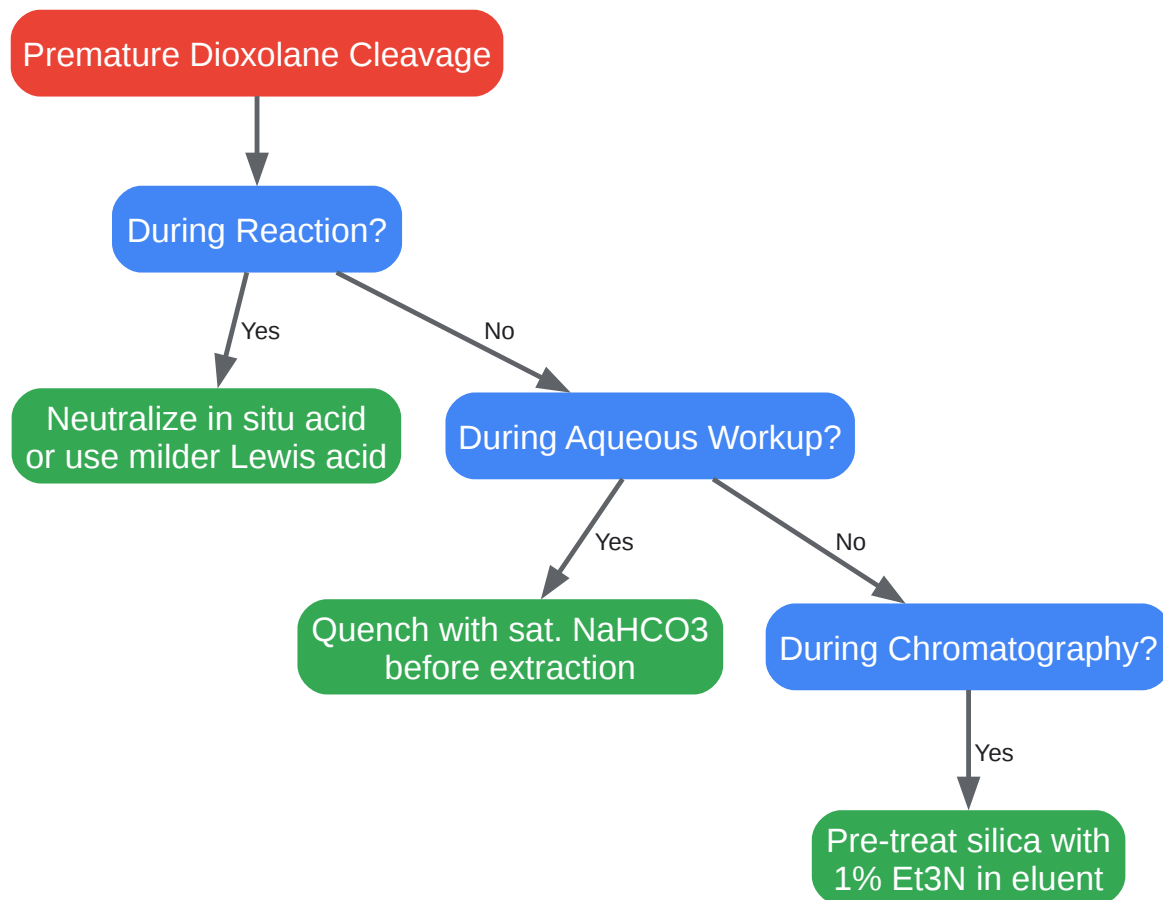 Premature Dioxolane Cleavage
During Reaction?
Yes
No
Neutralize in situ acid
or use milder Lewis acid
During Aqueous Workup?
Yes
No
Quench with sat. NaHCO3
before extraction
During Chromatography?
Yes
Pre-treat silica with
1% Et3N in eluent